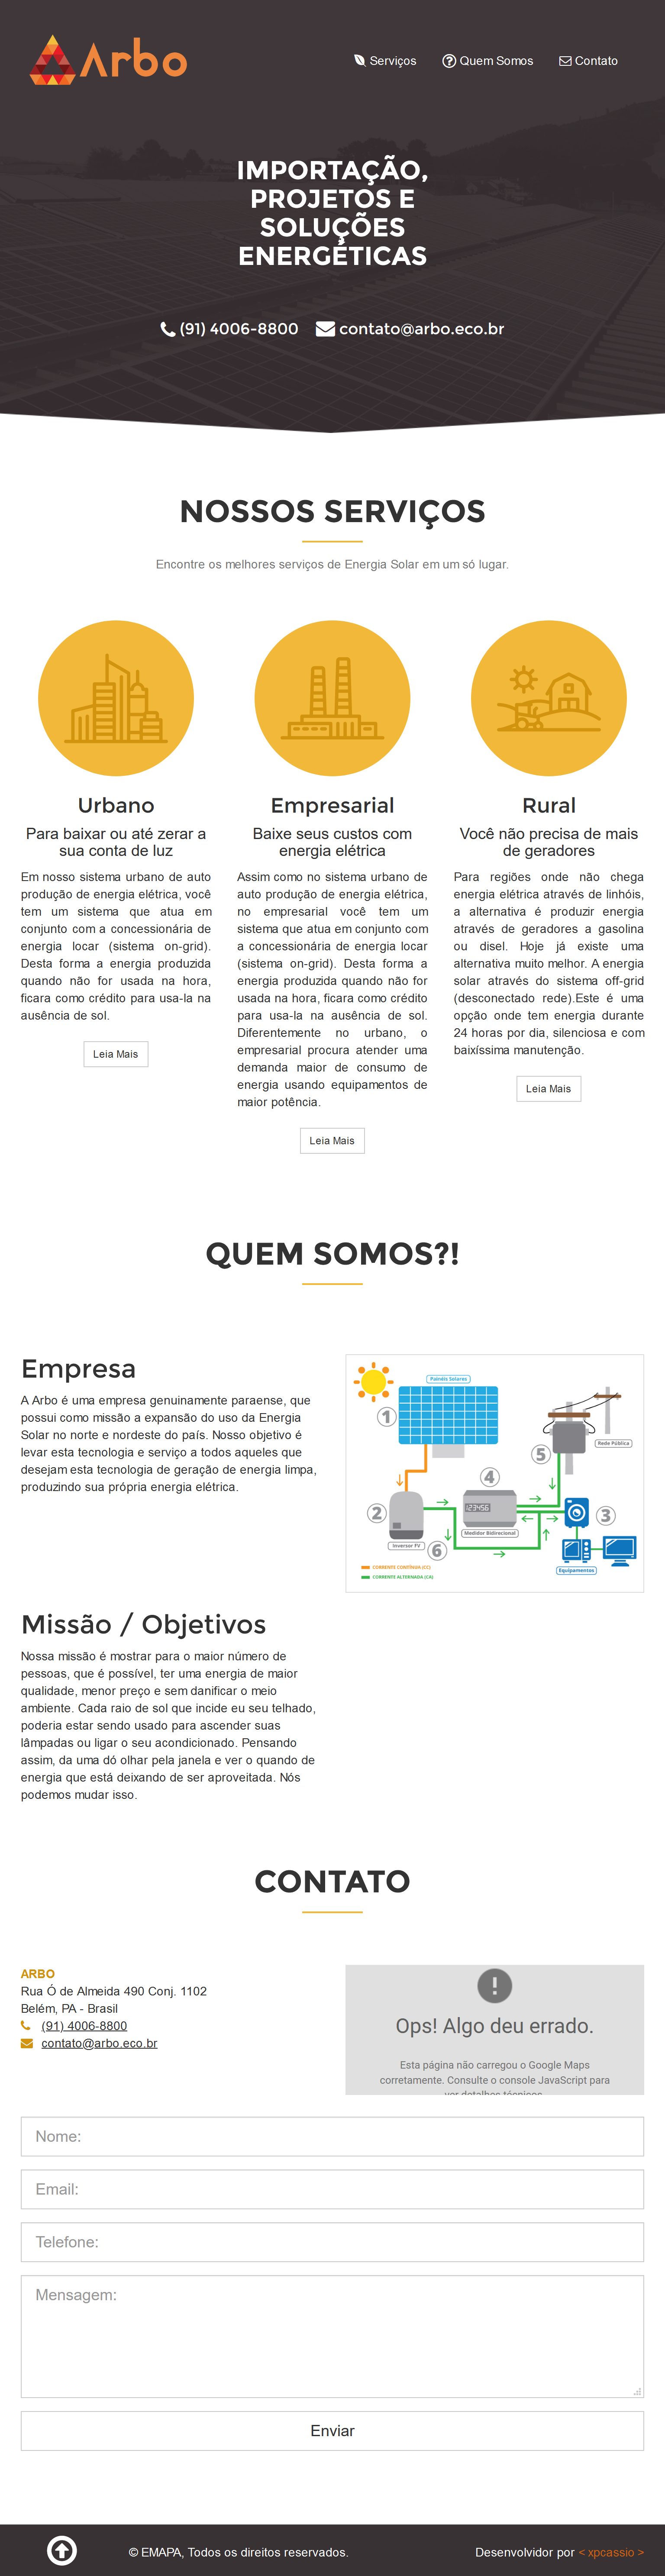 Arbo
Serviços
Quem Somos
Contato
IMPORTAÇÃO,
PROJETOS E
SOLUÇÕES
ENERGÉTICAS
(91) 4006-8800
contato@arbo.eco.br
NOSSOS SERVIÇOS
Encontre os melhores serviços de Energia Solar em um só lugar.
Urbano
Para baixar ou até zerar a
sua conta de luz
Em nosso sistema urbano de auto
produção de energia elétrica, você
tem um sistema que atua em
conjunto com a concessionária de
energia locar (sistema on-grid).
Desta forma a energia produzida
quando não for usada na hora,
ficara como crédito para usa-la na
ausência de sol.
Leia Mais
Empresarial
Baixe seus custos com
energia elétrica
Assim como no sistema urbano de
auto produção de energia elétrica,
no empresarial você tem um
sistema que atua em conjunto com
a concessionária de energia locar
(sistema on-grid). Desta forma a
energia produzida quando não for
usada na hora, ficara como crédito
para usa-la na ausência de sol.
Diferentemente no urbano, o
empresarial procura atender uma
demanda maior de consumo de
energia usando equipamentos de
maior potência.
Leia Mais
Rural
Você não precisa de mais
de geradores
Para regiões onde não chega
energia elétrica através de linhóis,
a alternativa é produzir energia
através de geradores a gasolina
ou disel. Hoje já existe uma
alternativa muito melhor. A energia
solar através do sistema off-grid
(desconectado rede).Este é uma
opção onde tem energia durante
24 horas por dia, silenciosa e com
baixíssima manutenção.
Leia Mais
QUEM SOMOS?!
Empresa
A Arbo é uma empresa genuinamente paraense, que
possui como missão a expansão do uso da Energia
Solar no norte e nordeste do país. Nosso objetivo é
levar esta tecnologia e serviço a todos aqueles que
desejam esta tecnologia de geração de energia limpa,
produzindo sua própria energia elétrica.
Painéis Solares
1
Rede Pública
5
4
2
123456
3
Medidor Bidirecional
Inversor FV
6
Equipamentos
CORRENTE CONTÍNUA (CC)
CORRENTE ALTERNADA (CA)
Missão / Objetivos
Nossa missão é mostrar para o maior número de
pessoas, que é possível, ter uma energia de maior
qualidade, menor preço e sem danificar o meio
ambiente. Cada raio de sol que incide eu seu telhado,
poderia estar sendo usado para ascender suas
lâmpadas ou ligar o seu acondicionado. Pensando
assim, da uma dó olhar pela janela e ver o quando de
energia que está deixando de ser aproveitada. Nós
podemos mudar isso.
CONTATO
ARBO
Rua Ó de Almeida 490 Conj. 1102
Belém, PA - Brasil
(91) 4006-8800
contato@arbo.eco.br
Ops! Algo deu errado.
Esta página não carregou o Google Maps
corretamente. Consulte o console JavaScript para
ver detalhes técnicos.
Nome:
Email:
Telefone:
Mensagem:
Enviar
© EMAPA, Todos os direitos reservados.
Desenvolvidor por < xpcassio >